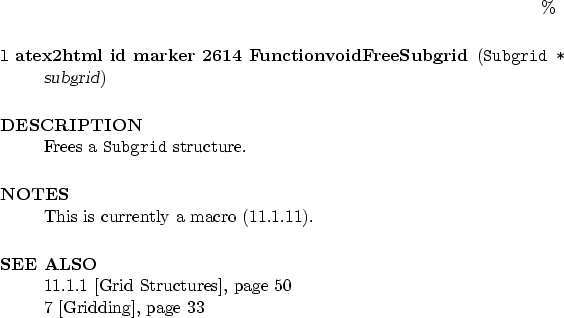 %
1 atex2html id marker 2614 FunctionvoidFreeSubgrid (Subgrid *
subgrid)
DESCRIPTION
Frees a Subgrid structure.
NOTES
This is currently a macro (11.1.11).
SEE ALSO
11.1.1 [Grid Structures], page 50
7 [Gridding], page 33